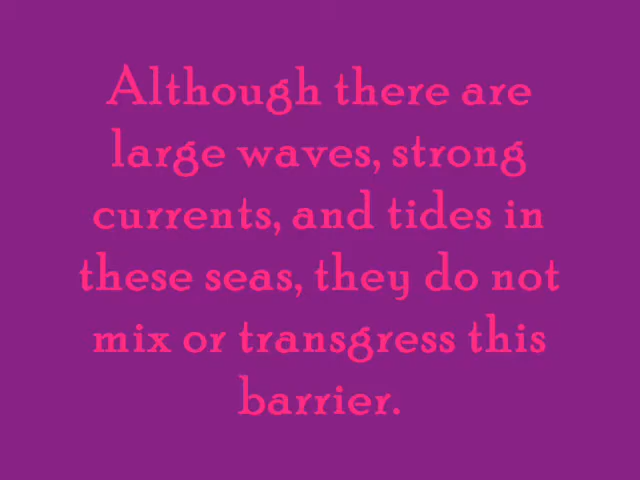 Although there are
large waves, strong
currents, and tides in
these seas, they do not
mix or transgress this
barrier.